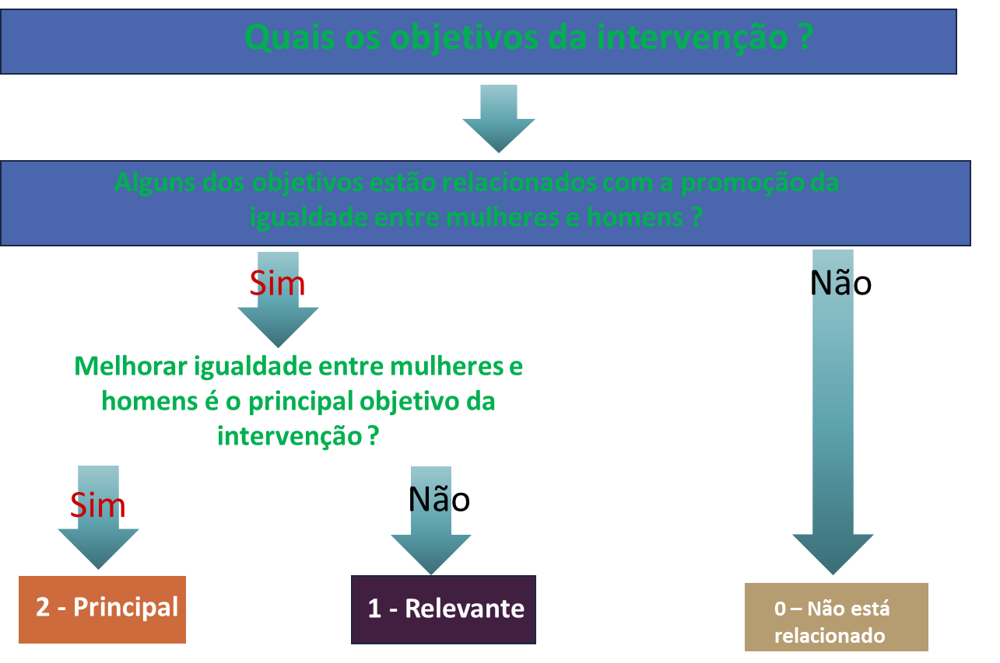 Quais os objetivos da intervenção ?
Alguns dos objetivos estão relacionados com a promoção da
igualdade entre mulheres e homens ?
Sim
Não
Melhorar igualdade entre mulheres e
homens é o principal objetivo da
intervenção ?
Sim
Não
2 - Principal
1 - Relevante
0 – Não está
relacionado